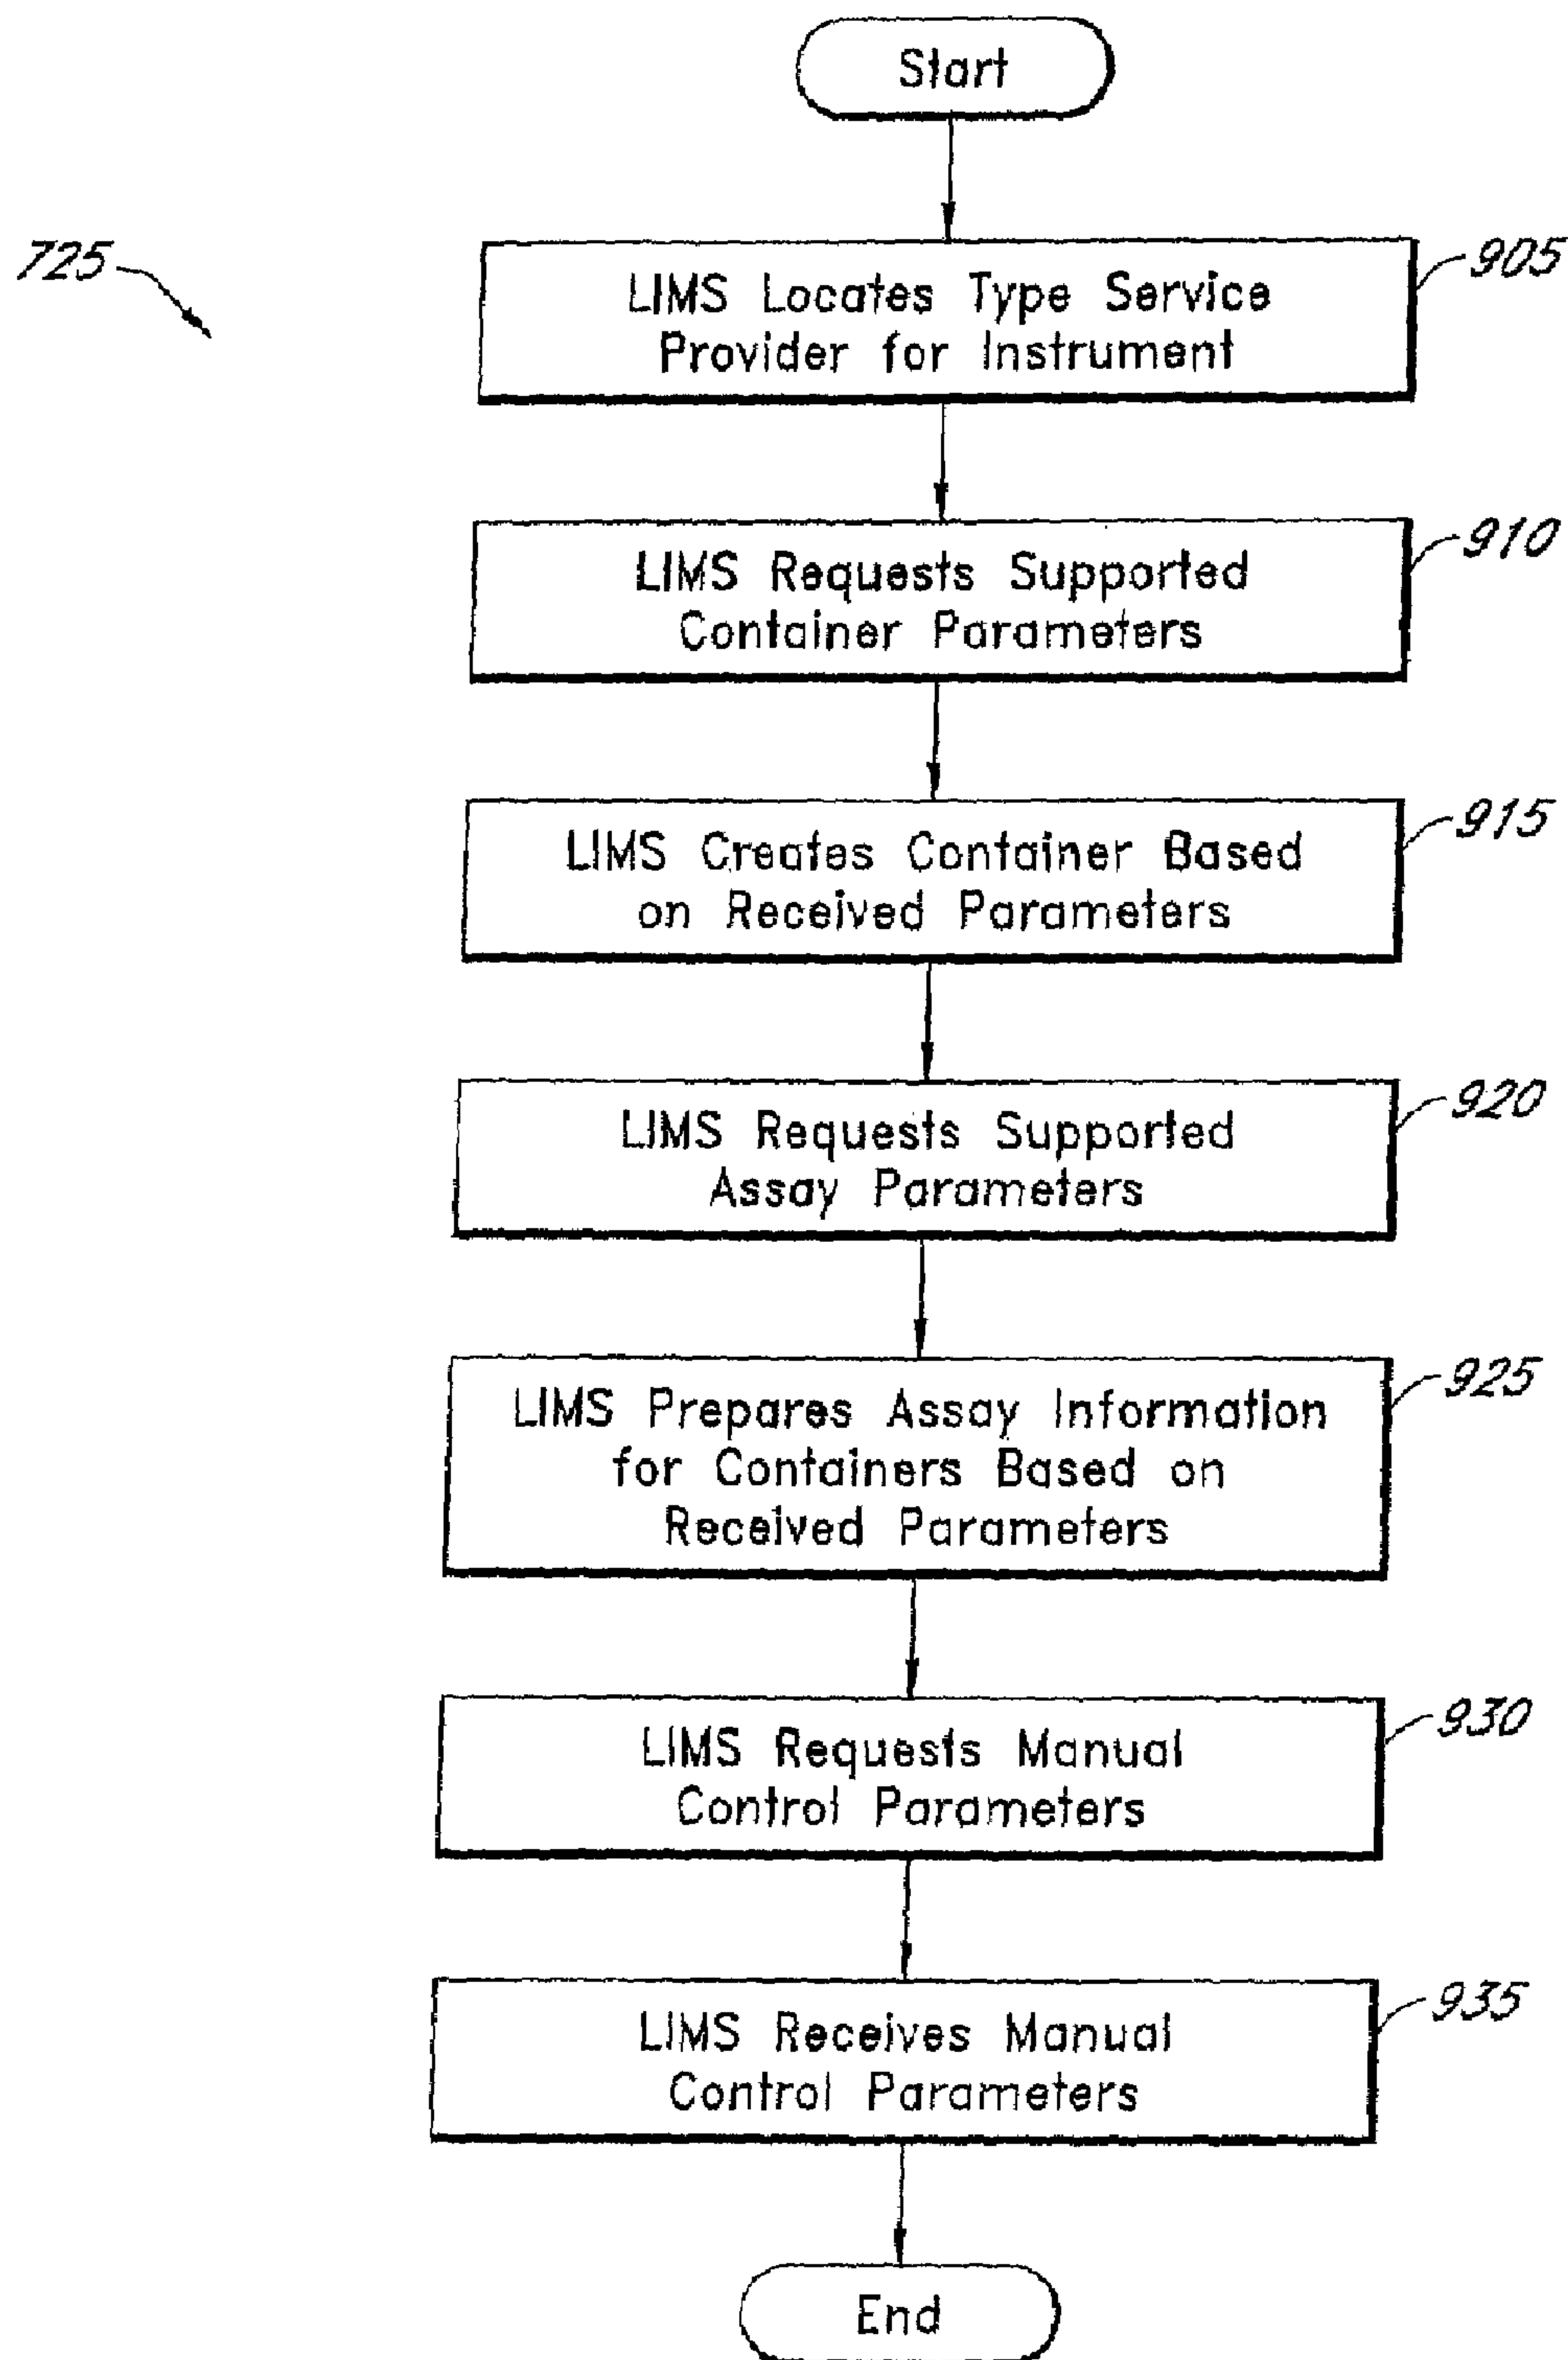 Start
725
LIMS Locates Type Service
Provider for Instrument
905
LIMS Requests Supported
Container Parameters
910
LIMS Creates Container Based
on Received Parameters
915
LIMS Requests Supported
Assay Parameters
920
LIMS Prepares Assay Information
for Containers Based on
Received Parameters
925
LIMS Requests Manual
Control Parameters
930
LIMS Receives Manual
Control Parameters
935
End